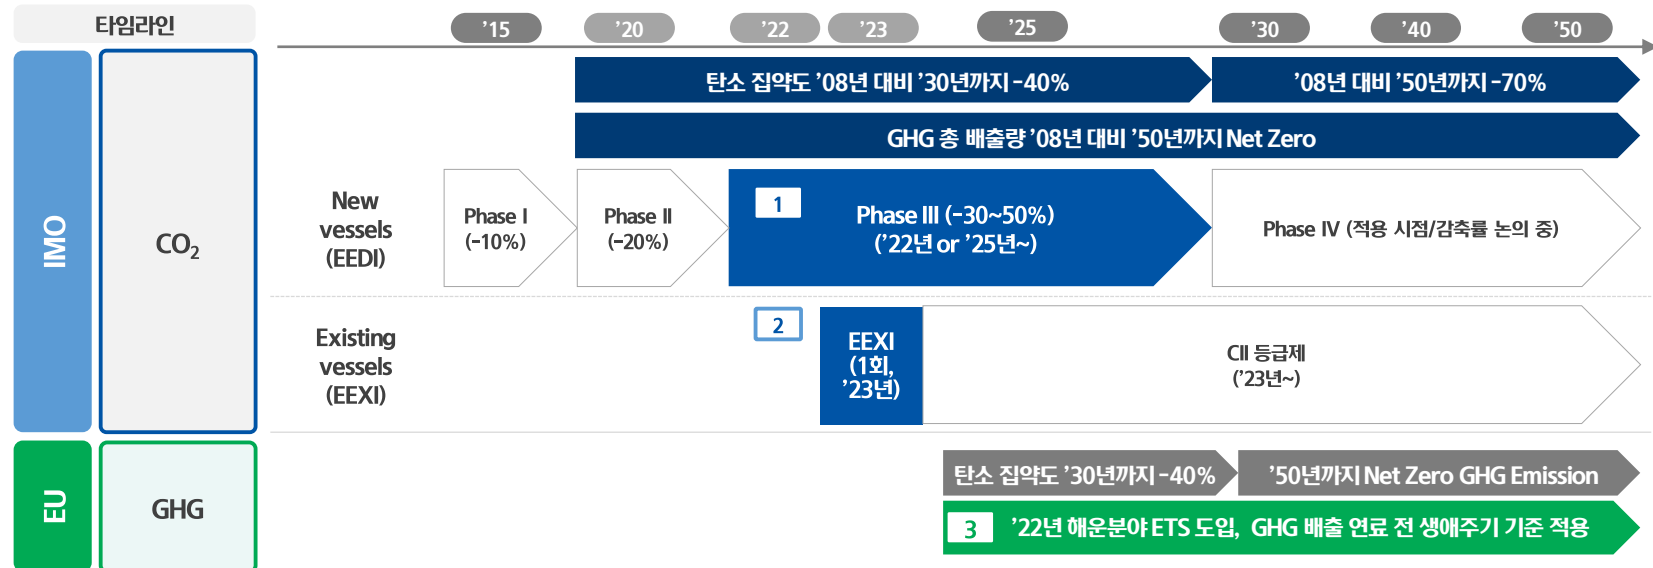 타임라인
’15
’20
’22
’23
’25
’30
’40
’50
IMO
CO₂
탄소 집약도 ’08년 대비 ’30년까지 -40%
’08년 대비 ’50년까지 -70%
GHG 총 배출량 ’08년 대비 ’50년까지 Net Zero
New
vessels
(EEDI)
Phase Ⅰ
(-10%)
Phase Ⅱ
(-20%)
1
Phase III (-30~50%)
(’22년 or ’25년~)
Phase IV (적용 시점/감축률 논의 중)
Existing
vessels
(EEXI)
2
EEXI
(1회,
’23년)
CII 등급제
(’23년~)
EU
GHG
탄소 집약도 ’30년까지 -40%
’50년까지 Net Zero GHG Emission
3
’22년 해운분야 ETS 도입, GHG 배출 연료 전 생애주기 기준 적용